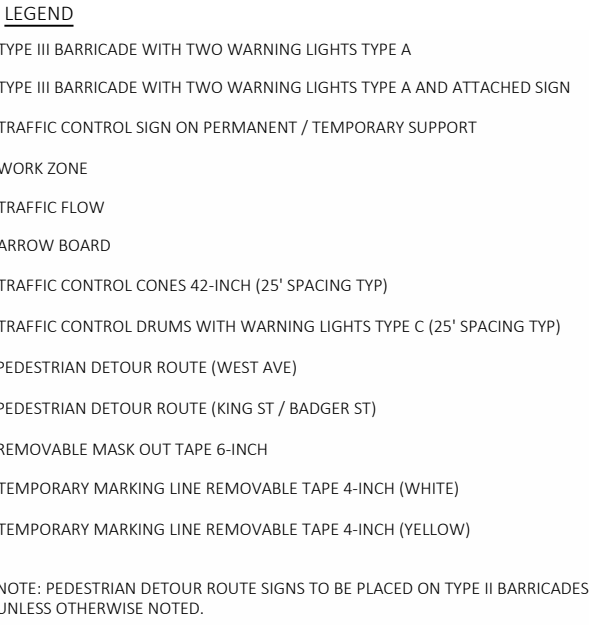 LEGEND
TYPE III BARRICADE WITH TWO WARNING LIGHTS TYPE A
TYPE III BARRICADE WITH TWO WARNING LIGHTS TYPE A AND ATTACHED SIGN
TRAFFIC CONTROL SIGN ON PERMANENT / TEMPORARY SUPPORT
WORK ZONE
TRAFFIC FLOW
ARROW BOARD
TRAFFIC CONTROL CONES 42-INCH (25' SPACING TYP)
TRAFFIC CONTROL DRUMS WITH WARNING LIGHTS TYPE C (25' SPACING TYP)
PEDESTRIAN DETOUR ROUTE (WEST AVE)
PEDESTRIAN DETOUR ROUTE (KING ST / BADGER ST)
REMOVABLE MASK OUT TAPE 6-INCH
TEMPORARY MARKING LINE REMOVABLE TAPE 4-INCH (WHITE)
TEMPORARY MARKING LINE REMOVABLE TAPE 4-INCH (YELLOW)
NOTE: PEDESTRIAN DETOUR ROUTE SIGNS TO BE PLACED ON TYPE II BARRICADES
UNLESS OTHERWISE NOTED.